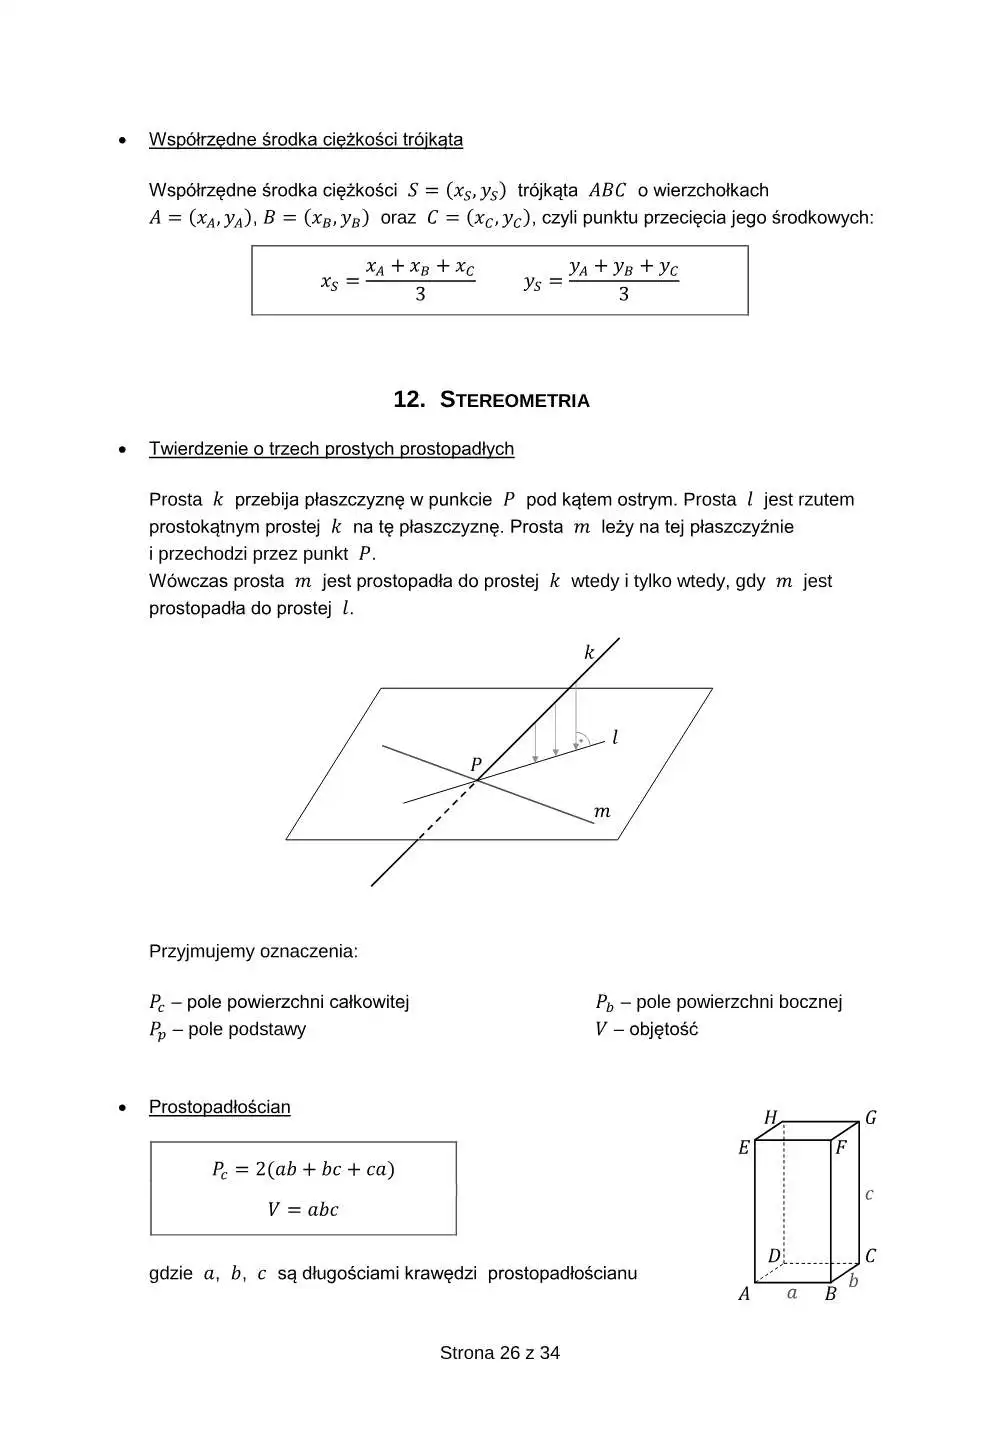 • Współrzędne środka ciężkości trójkąta
Współrzędne środka ciężkości S = (x_S, y_S) trójkąta ABC o wierzchołkach
A = (x_A, y_A), B = (x_B, y_B) oraz C = (x_C, y_C), czyli punktu przecięcia jego środkowych:
x_S = (x_A + x_B + x_C)/3 y_S = (y_A + y_B + y_C)/3
12. STEREOMETRIA
• Twierdzenie o trzech prostych prostopadłych
Prosta k przebija płaszczyznę w punkcie P pod kątem ostrym. Prosta l jest rzutem
prostokątnym prostej k na tę płaszczyznę. Prosta m leży na tej płaszczyźnie
i przechodzi przez punkt P.
Wówczas prosta m jest prostopadła do prostej k wtedy i tylko wtedy, gdy m jest
prostopadła do prostej l.
k
l
P
m
Przyjmujemy oznaczenia:
P_c – pole powierzchni całkowitej P_b – pole powierzchni bocznej
P_p – pole podstawy V – objętość
• Prostopadłościan
P_c = 2(ab + bc + ca)
V = abc
gdzie a, b, c są długościami krawędzi prostopadłościanu
H G
E F
c
D C
b
A a B
Strona 26 z 34